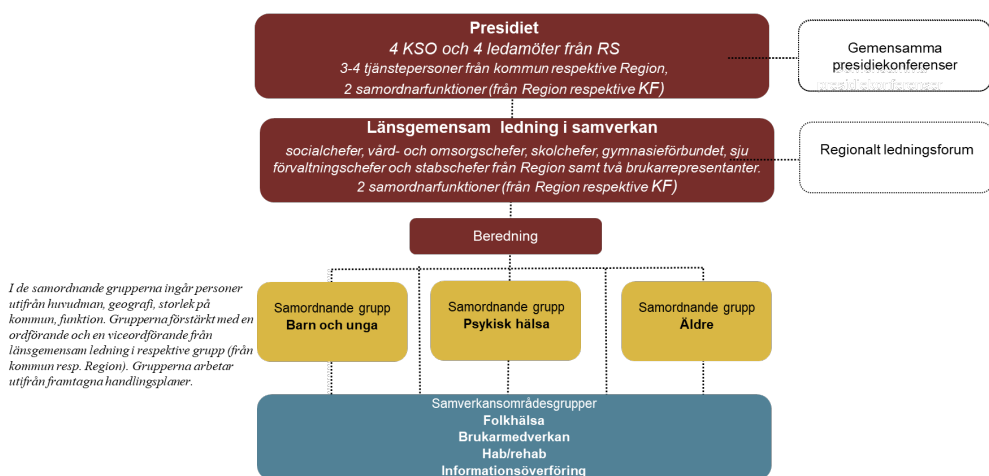 Presidiet
4 KSO och 4 ledamöter från RS
3-4 tjänstepersoner från kommun respektive Region,
2 samordnarfunktioner (från Region respektive KF)
Gemensamma
presidiekonferenser
Länsgemensam ledning i samverkan
socialchefer, vård- och omsorgschefer, skolchefer, gymnasieförbundet, sju
förvaltningschefer och stabschefer från Region samt två brukarrepresentanter.
2 samordnarfunktioner (från Region respektive KF)
Regionalt ledningsforum
Beredning
I de samordnande grupperna ingår personer
utifrån huvudman, geografi, storlek på
kommun, funktion. Grupperna förstärkt med en
ordförande och en viceordförande från
länsgemensam ledning i respektive grupp (från
kommun resp. Region). Grupperna arbetar
utifrån framtagna handlingsplaner.
Samordnande grupp
Barn och unga
Samordnande grupp
Psykisk hälsa
Samordnande grupp
Äldre
Samverkansområdesgrupper
Folkhälsa
Brukarmedverkan
Hab/rehab
Informationsöverföring